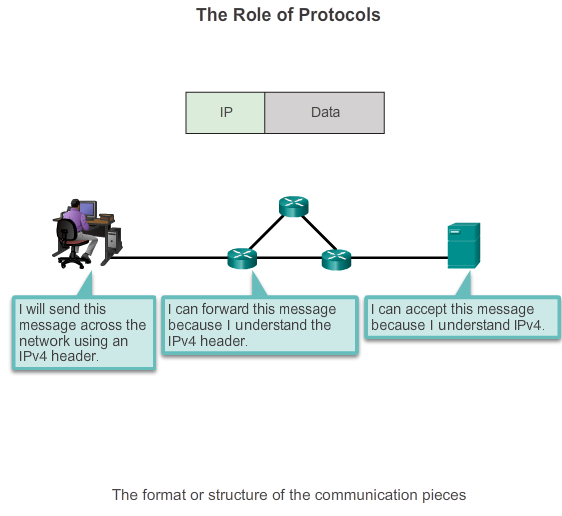 The Role of Protocols
IP
Data
I will send this
message across the
network using an
IPv4 header.
I can forward this message
because I understand the
IPv4 header.
I can accept this message
because I understand IPv4.
The format or structure of the communication pieces